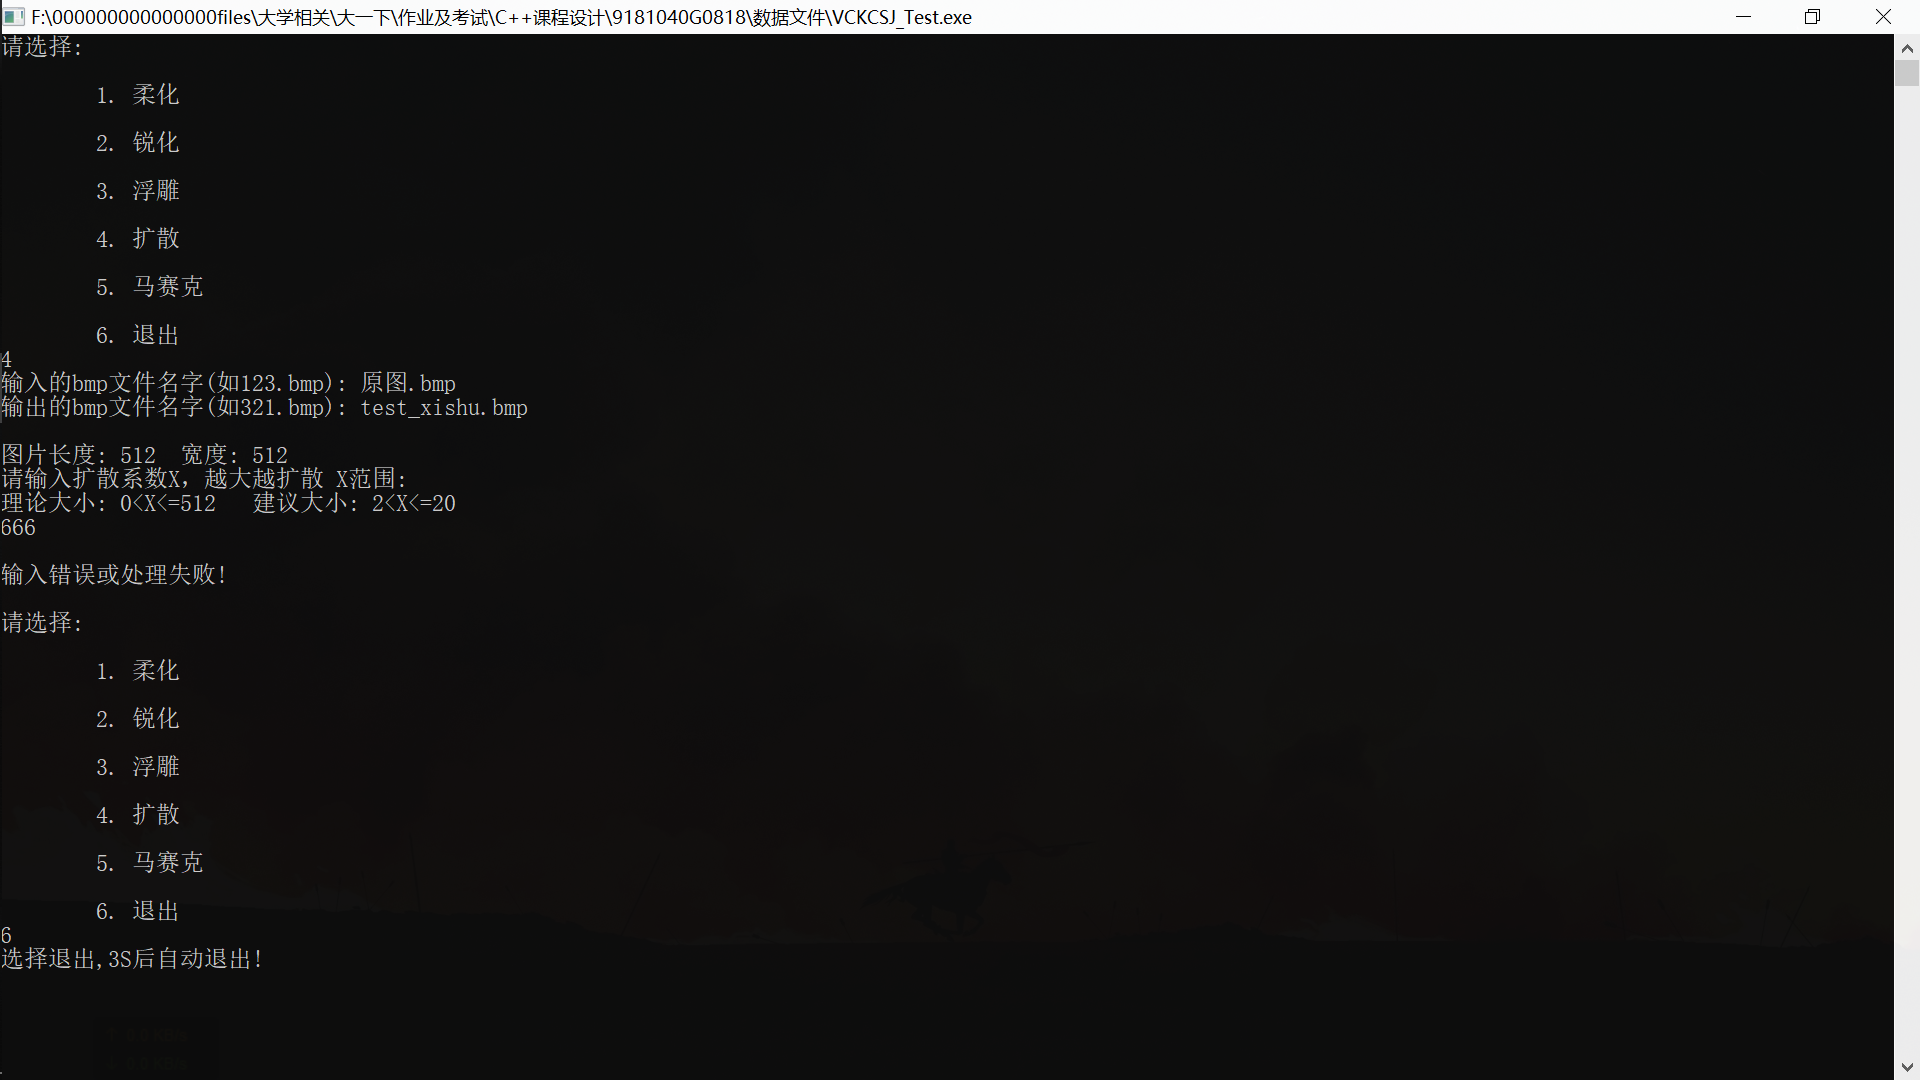 F:\000000000000000files\大学相关\大一下\作业及考试\C++课程设计\9181040G0818\数据文件\VCKCSJ_Test.exe
请选择:
1. 柔化
2. 锐化
3. 浮雕
4. 扩散
5. 马赛克
6. 退出
4
输入的bmp文件名字(如123.bmp): 原图.bmp
输出的bmp文件名字(如321.bmp): test_xishu.bmp
图片长度: 512  宽度: 512
请输入扩散系数X，越大越扩散 X范围:
理论大小: 0<X<=512   建议大小: 2<X<=20
666
输入错误或处理失败!
请选择:
1. 柔化
2. 锐化
3. 浮雕
4. 扩散
5. 马赛克
6. 退出
6
选择退出,3S后自动退出!